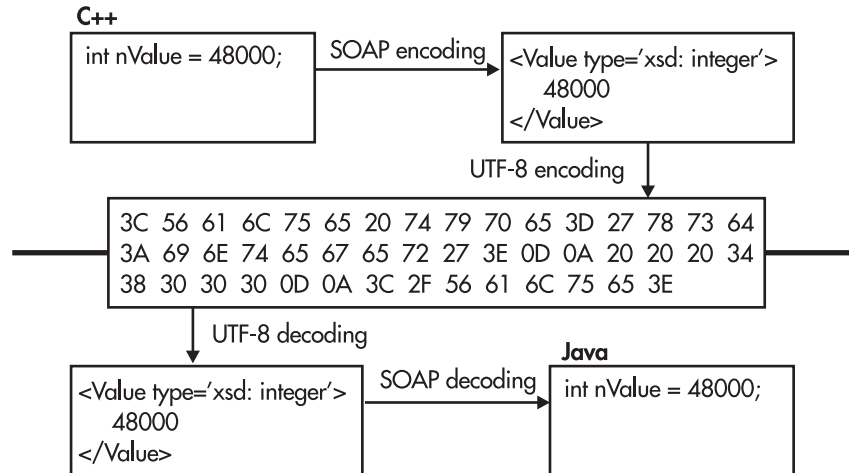 C++
int nValue = 48000;
SOAP encoding
<Value type=’xsd: integer’>
48000
</Value>
UTF-8 encoding
3C 56 61 6C 75 65 20 74 79 70 65 3D 27 78 73 64
3A 69 6E 74 65 67 65 72 27 3E 0D 0A 20 20 20 34
38 30 30 30 0D 0A 3C 2F 56 61 6C 75 65 3E
UTF-8 decoding
<Value type=’xsd: integer’>
48000
</Value>
SOAP decoding
Java
int nValue = 48000;